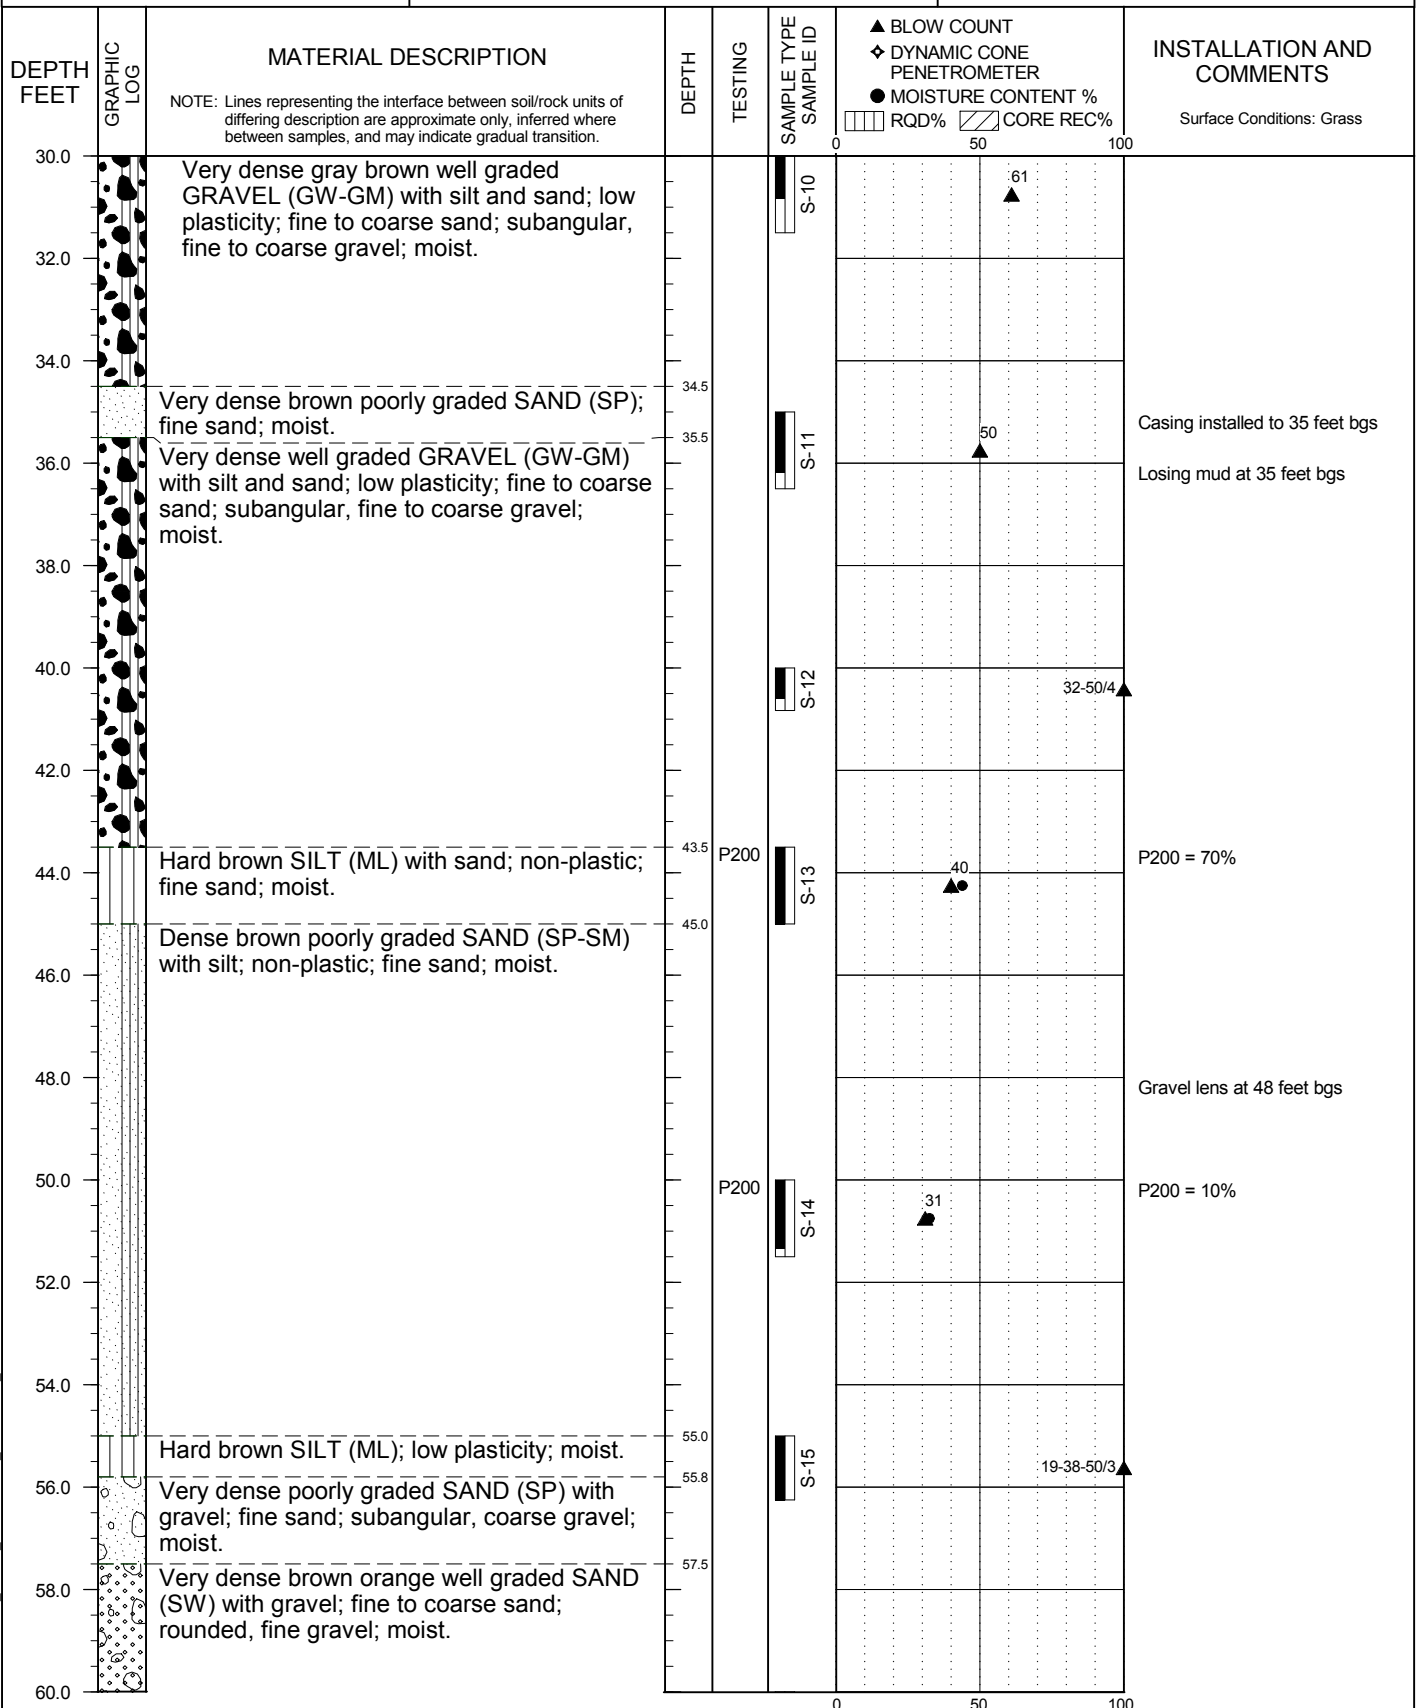 DEPTH
FEET
GRAPHIC
LOG
MATERIAL DESCRIPTION
NOTE: Lines representing the interface between soil/rock units of
differing description are approximate only, inferred where
between samples, and may indicate gradual transition.
DEPTH
TESTING
SAMPLE TYPE
SAMPLE ID
▲ BLOW COUNT
DYNAMIC CONE
PENETROMETER
● MOISTURE CONTENT %
RQD% CORE REC%
0 50 100
INSTALLATION AND
COMMENTS
Surface Conditions: Grass
30.0
Very dense gray brown well graded
GRAVEL (GW-GM) with silt and sand; low
plasticity; fine to coarse sand; subangular,
fine to coarse gravel; moist.
S-10
61
32.0
34.0
34.5
Very dense brown poorly graded SAND (SP);
fine sand; moist.
35.5
S-11
50
Casing installed to 35 feet bgs
Losing mud at 35 feet bgs
Very dense well graded GRAVEL (GW-GM)
with silt and sand; low plasticity; fine to coarse
sand; subangular, fine to coarse gravel;
moist.
36.0
38.0
40.0
S-12
32-50/4
42.0
43.5
P200
Hard brown SILT (ML) with sand; non-plastic;
fine sand; moist.
S-13
40
P200 = 70%
44.0
45.0
Dense brown poorly graded SAND (SP-SM)
with silt; non-plastic; fine sand; moist.
46.0
48.0
Gravel lens at 48 feet bgs
50.0
P200
S-14
31
P200 = 10%
52.0
54.0
55.0
Hard brown SILT (ML); low plasticity; moist.
S-15
19-38-50/3
55.8
56.0
Very dense poorly graded SAND (SP) with
gravel; fine sand; subangular, coarse gravel;
moist.
57.5
Very dense brown orange well graded SAND
(SW) with gravel; fine to coarse sand;
rounded, fine gravel; moist.
58.0
60.0
0 50 100